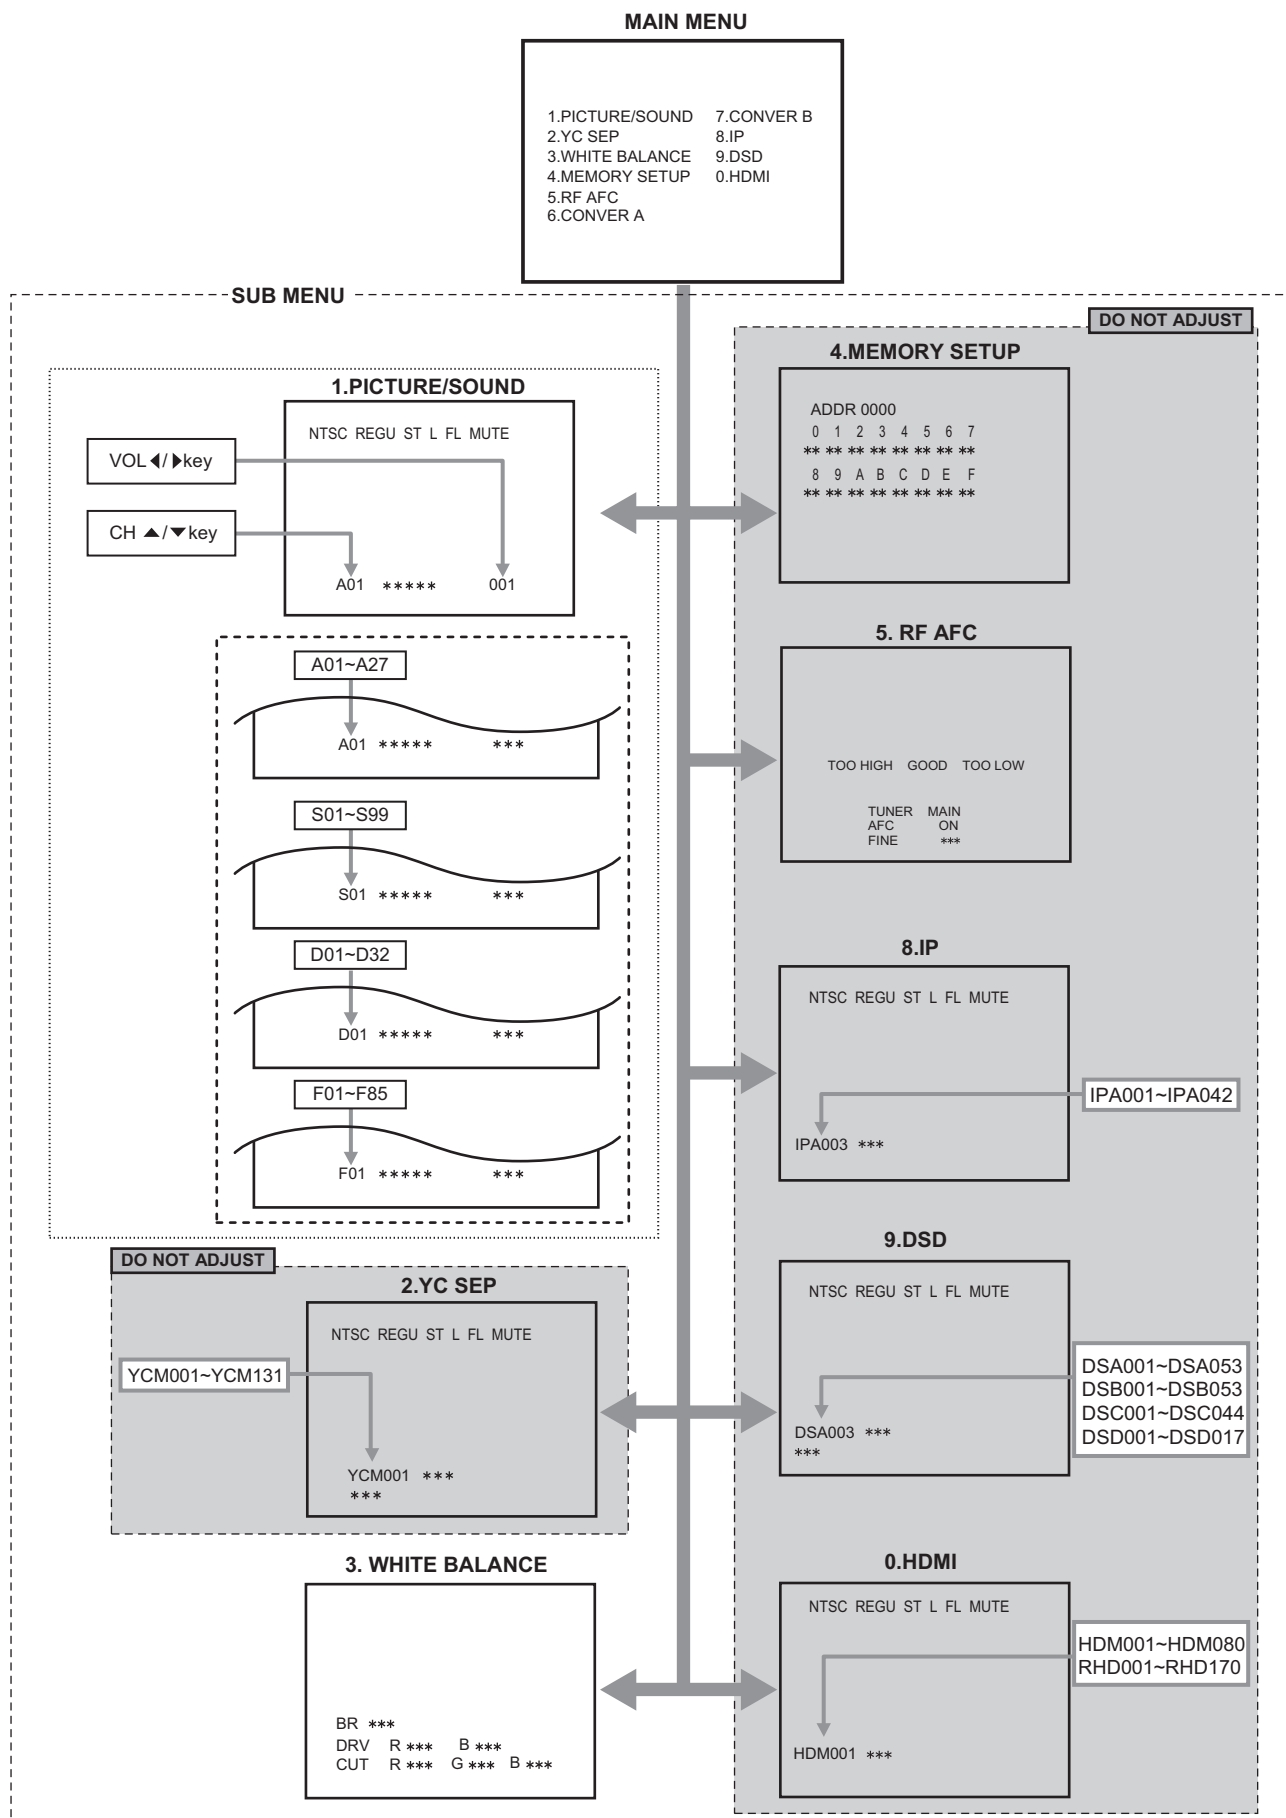 MAIN MENU
1.PICTURE/SOUND 7.CONVER B
2.YC SEP 8.IP
3.WHITE BALANCE 9.DSD
4.MEMORY SETUP 0.HDMI
5.RF AFC
6.CONVER A
SUB MENU
DO NOT ADJUST
1.PICTURE/SOUND
NTSC REGU ST L FL MUTE
VOL ◀/▶key
CH ▲/▼key
A01 ***** 001
A01~A27
A01 ***** ***
S01~S99
S01 ***** ***
D01~D32
D01 ***** ***
F01~F85
F01 ***** ***
DO NOT ADJUST
2.YC SEP
NTSC REGU ST L FL MUTE
YCM001~YCM131
YCM001 ***
***
3. WHITE BALANCE
BR ***
DRV R *** B ***
CUT R *** G *** B ***
4.MEMORY SETUP
ADDR 0000
0 1 2 3 4 5 6 7
** ** ** ** ** ** ** **
8 9 A B C D E F
** ** ** ** ** ** ** **
5. RF AFC
TOO HIGH GOOD TOO LOW
TUNER MAIN
AFC ON
FINE ***
8.IP
NTSC REGU ST L FL MUTE
IPA001~IPA042
IPA003 ***
9.DSD
NTSC REGU ST L FL MUTE
DSA001~DSA053
DSB001~DSB053
DSC001~DSC044
DSD001~DSD017
DSA003 ***
***
0.HDMI
NTSC REGU ST L FL MUTE
HDM001~HDM080
RHD001~RHD170
HDM001 ***